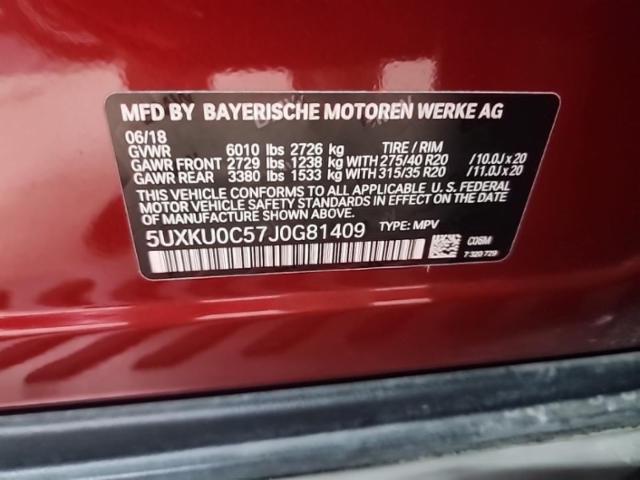 MFD BY BAYERISCHE MOTOREN WERKE AG
06/18
GVWR 6010 lbs 2726 kg TIRE / RIM
GAWR FRONT 2729 lbs 1238 kg WITH 275/40 R20 /10.0J x 20
GAWR REAR 3380 lbs 1533 kg WITH 315/35 R20 /11.0J x 20
THIS VEHICLE CONFORMS TO ALL APPLICABLE U. S. FEDERAL
MOTOR VEHICLE SAFETY STANDARDS IN EFFECT ON THE DATE
OF MANUFACTURE SHOWN ABOVE.
5UXKU0C57J0G81409 TYPE: MPV
C06M
7 320 729